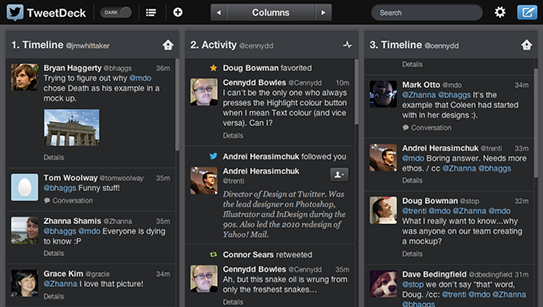 TweetDeck DARK Columns Search
1. Timeline @jmwhittaker
Bryan Haggerty @bhaggs 36m
Trying to figure out why @mdo
chose Death as his example in a
mock up.
Details
Tom Woolway @tomwoolway 35m
@bhaggs Funny stuff!
Conversation
Zhanna Shamis @Zhanna 35m
@bhaggs @mdo Everyone is dying
to know :P
Details
Grace Kim @gracie 34m
@Zhanna I love that picture!
Details
2. Activity @cennydd
Doug Bowman favorited
Cennydd Bowles @Cennydd 10m
I can't be the only one who always
presses the Highlight colour button
when I mean Text colour (and vice
versa). Can I?
Details
Andrei Herasimchuk followed you
Andrei Herasimchuk
@trenti
Director of Design at Twitter. Was
the lead designer on Photoshop,
Illustrator and InDesign during the
90s. Also led the 2010 redesign of
Yahoo! Mail.
Connor Sears retweeted
Cennydd Bowles @Cennydd 35m
Ah, but this snake oil is wrung from
only the freshest snakes…
Details
3. Timeline @cennydd
Details
Mark Otto @mdo 34m
@Zhanna @bhaggs It's the
example that Coleen had started
with in her designs :).
Conversation
Andrei Herasimchuk @trenti 33m
@mdo Boring answer. Needs more
ethos. / cc @Zhanna @bhaggs
Details
Doug Bowman @stop 32m
@trenti @mdo @Zhanna @mdo
What I really want to know...why
was anyone on our team creating
a mockup?
Details
Dave Bedingfield @dbedingfield 31m
@stop we don't say "that" word,
Doug. /cc: @trenti @mdo @Zhanna